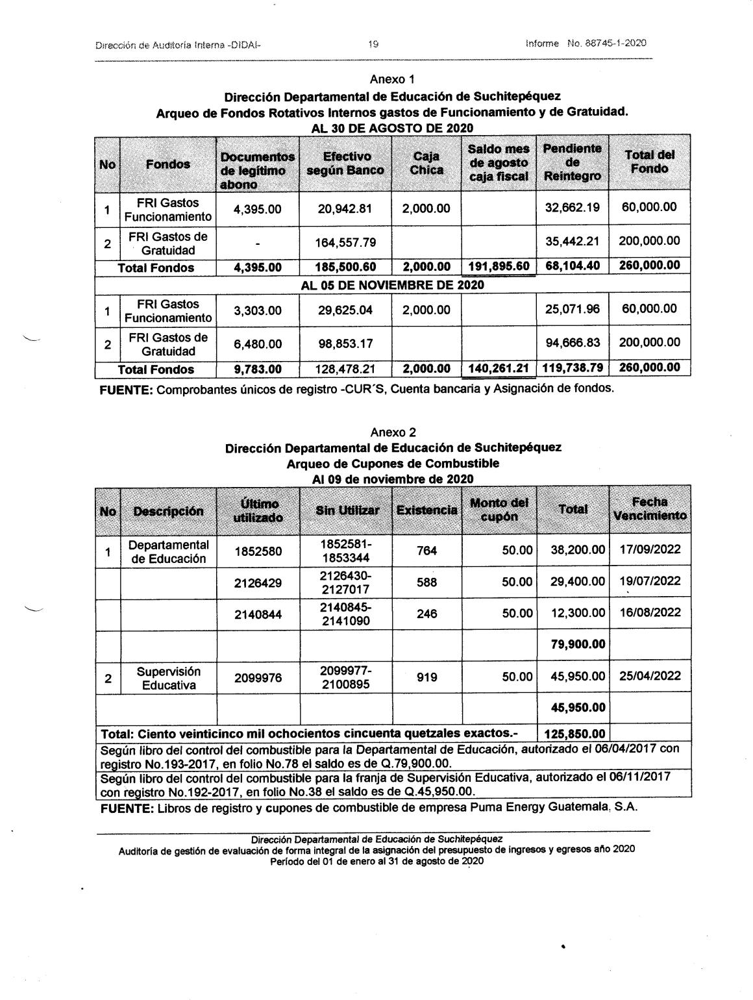 Dirección de Auditoría Interna -DIDAI- 19 Informe No. 88745-1-2020
Anexo 1
Dirección Departamental de Educación de Suchitepéquez
Arqueo de Fondos Rotativos Internos gastos de Funcionamiento y de Gratuidad.
AL 30 DE AGOSTO DE 2020
No Fondos Documentos de legítimo abono Efectivo según Banco Caja Chica Saldo mes de agosto caja fiscal Pendiente de Reintegro Total del Fondo
1 FRI Gastos Funcionamiento 4,395.00 20,942.81 2,000.00 32,662.19 60,000.00
2 FRI Gastos de Gratuidad - 164,557.79 35,442.21 200,000.00
Total Fondos 4,395.00 185,500.60 2,000.00 191,895.60 68,104.40 260,000.00
AL 05 DE NOVIEMBRE DE 2020
1 FRI Gastos Funcionamiento 3,303.00 29,625.04 2,000.00 25,071.96 60,000.00
2 FRI Gastos de Gratuidad 6,480.00 98,853.17 94,666.83 200,000.00
Total Fondos 9,783.00 128,478.21 2,000.00 140,261.21 119,738.79 260,000.00
FUENTE: Comprobantes únicos de registro -CUR´S, Cuenta bancaria y Asignación de fondos.
Anexo 2
Dirección Departamental de Educación de Suchitepéquez
Arqueo de Cupones de Combustible
Al 09 de noviembre de 2020
No Descripción Último utilizado Sin Utilizar Existencia Monto del cupón Total Fecha Vencimiento
1 Departamental de Educación 1852580 1852581-1853344 764 50.00 38,200.00 17/09/2022
2126429 2126430-2127017 588 50.00 29,400.00 19/07/2022
2140844 2140845-2141090 246 50.00 12,300.00 16/08/2022
79,900.00
2 Supervisión Educativa 2099976 2099977-2100895 919 50.00 45,950.00 25/04/2022
45,950.00
Total: Ciento veinticinco mil ochocientos cincuenta quetzales exactos.- 125,850.00
Según libro del control del combustible para la Departamental de Educación, autorizado el 06/04/2017 con
registro No.193-2017, en folio No.78 el saldo es de Q.79,900.00.
Según libro del control del combustible para la franja de Supervisión Educativa, autorizado el 06/11/2017
con registro No.192-2017, en folio No.38 el saldo es de Q.45,950.00.
FUENTE: Libros de registro y cupones de combustible de empresa Puma Energy Guatemala, S.A.
Dirección Departamental de Educación de Suchitepéquez
Auditoría de gestión de evaluación de forma integral de la asignación del presupuesto de ingresos y egresos año 2020
Período del 01 de enero al 31 de agosto de 2020